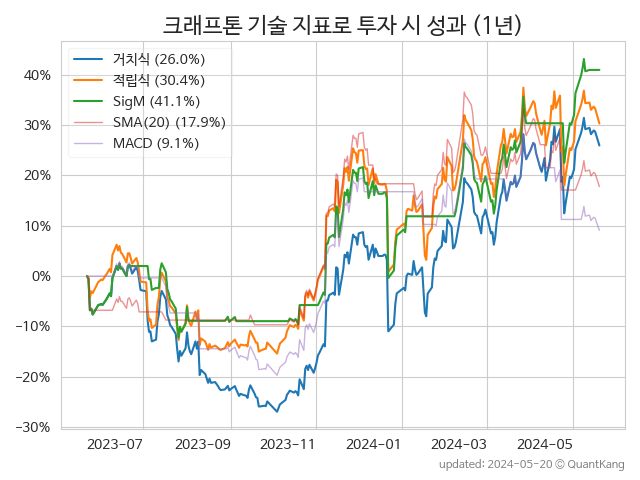 크래프톤 기술 지표로 투자 시 성과 (1년)
거치식 (26.0%)
적립식 (30.4%)
SigM (41.1%)
SMA(20) (17.9%)
MACD (9.1%)
40%
30%
20%
10%
0%
−10%
−20%
−30%
2023-07
2023-09
2023-11
2024-01
2024-03
2024-05
updated: 2024-05-20 © QuantKang